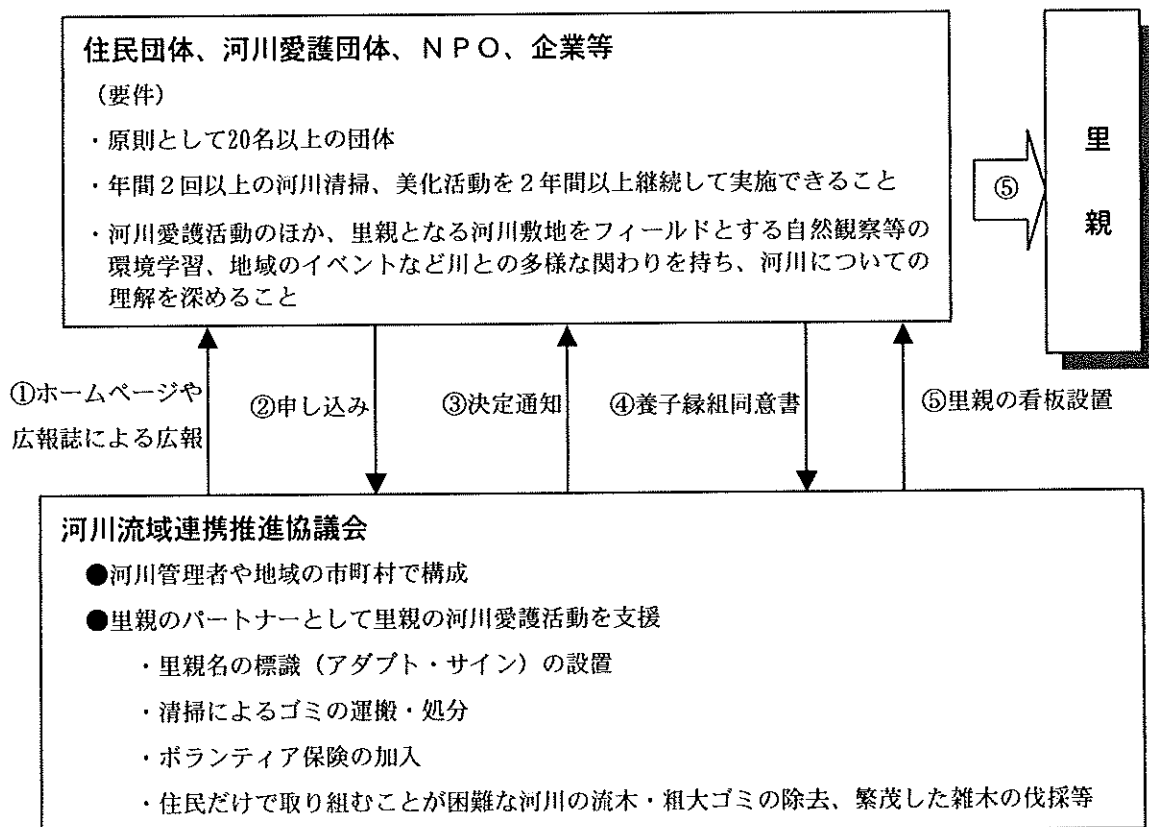 住民団体、河川愛護団体、ＮＰＯ、企業等
（要件）
・原則として20名以上の団体
・年間２回以上の河川清掃、美化活動を２年間以上継続して実施できること
・河川愛護活動のほか、里親となる河川敷地をフィールドとする自然観察等の
環境学習、地域のイベントなど川との多様な関わりを持ち、河川についての
理解を深めること
⑤
里親
①ホームページや
広報誌による広報
②申し込み
③決定通知
④養子縁組同意書
⑤里親の看板設置
河川流域連携推進協議会
●河川管理者や地域の市町村で構成
●里親のパートナーとして里親の河川愛護活動を支援
・里親名の標識（アダプト・サイン）の設置
・清掃によるゴミの運搬・処分
・ボランティア保険の加入
・住民だけで取り組むことが困難な河川の流木・粗大ゴミの除去、繁茂した雑木の伐採等